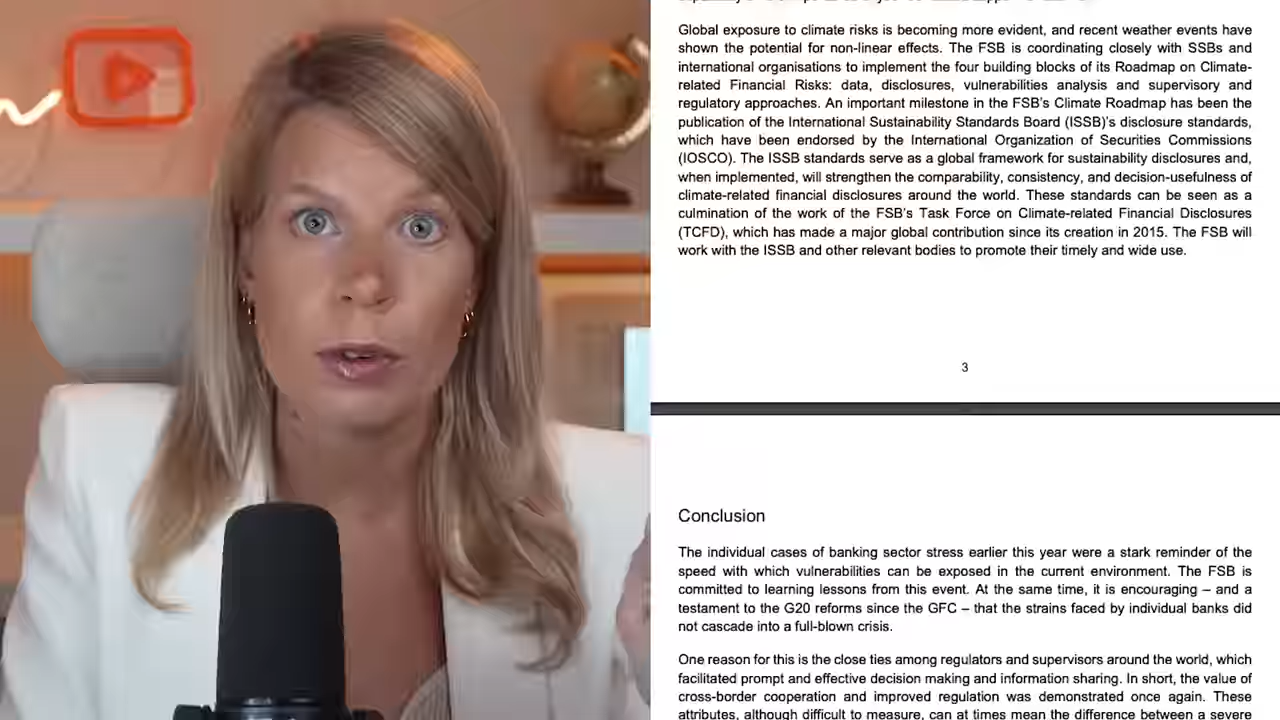 Global exposure to climate risks is becoming more evident, and recent weather events have
shown the potential for non-linear effects. The FSB is coordinating closely with SSBs and
international organisations to implement the four building blocks of its Roadmap on Climate-
related Financial Risks: data, disclosures, vulnerabilities analysis and supervisory and
regulatory approaches. An important milestone in the FSB's Climate Roadmap has been the
publication of the International Sustainability Standards Board (ISSB)'s disclosure standards,
which have been endorsed by the International Organization of Securities Commissions
(IOSCO). The ISSB standards serve as a global framework for sustainability disclosures and,
when implemented, will strengthen the comparability, consistency, and decision-usefulness of
climate-related financial disclosures around the world. These standards can be seen as a
culmination of the work of the FSB's Task Force on Climate-related Financial Disclosures
(TCFD), which has made a major global contribution since its creation in 2015. The FSB will
work with the ISSB and other relevant bodies to promote their timely and wide use.
3
Conclusion
The individual cases of banking sector stress earlier this year were a stark reminder of the
speed with which vulnerabilities can be exposed in the current environment. The FSB is
committed to learning lessons from this event. At the same time, it is encouraging – and a
testament to the G20 reforms since the GFC – that the strains faced by individual banks did
not cascade into a full-blown crisis.
One reason for this is the close ties among regulators and supervisors around the world, which
facilitated prompt and effective decision making and information sharing. In short, the value of
cross-border cooperation and improved regulation was demonstrated once again. These
attributes, although difficult to measure, can at times mean the difference between a severe